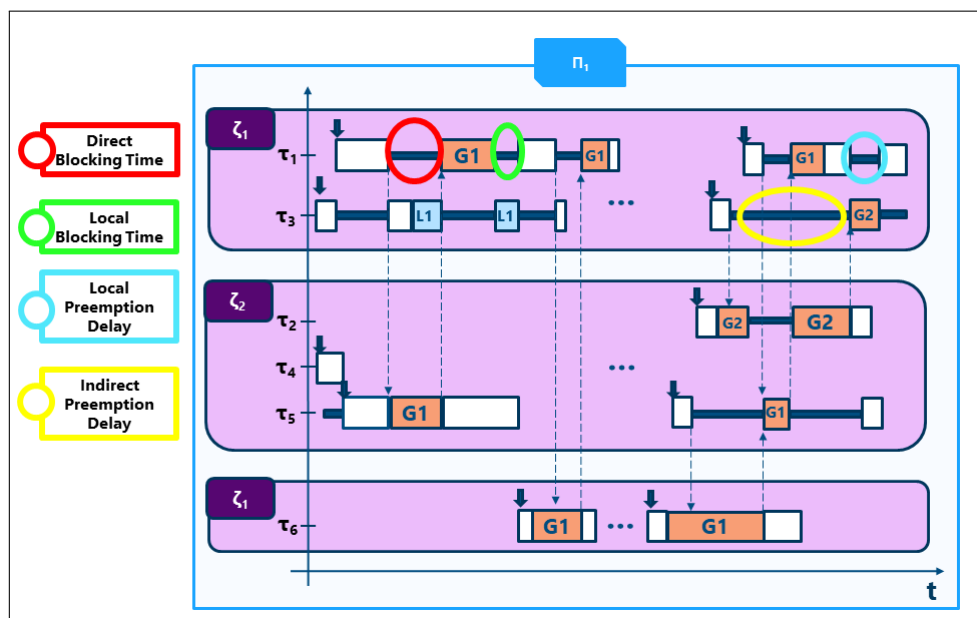 Π₁
Direct
Blocking Time
Local
Blocking Time
Local
Preemption
Delay
Indirect
Preemption
Delay
ζ₁
τ₁
G1
G1
G1
τ₃
L1
L1
...
G2
ζ₂
τ₂
G2
G2
τ₄
...
τ₅
G1
G1
ζ₁
τ₆
G1
...
G1
t